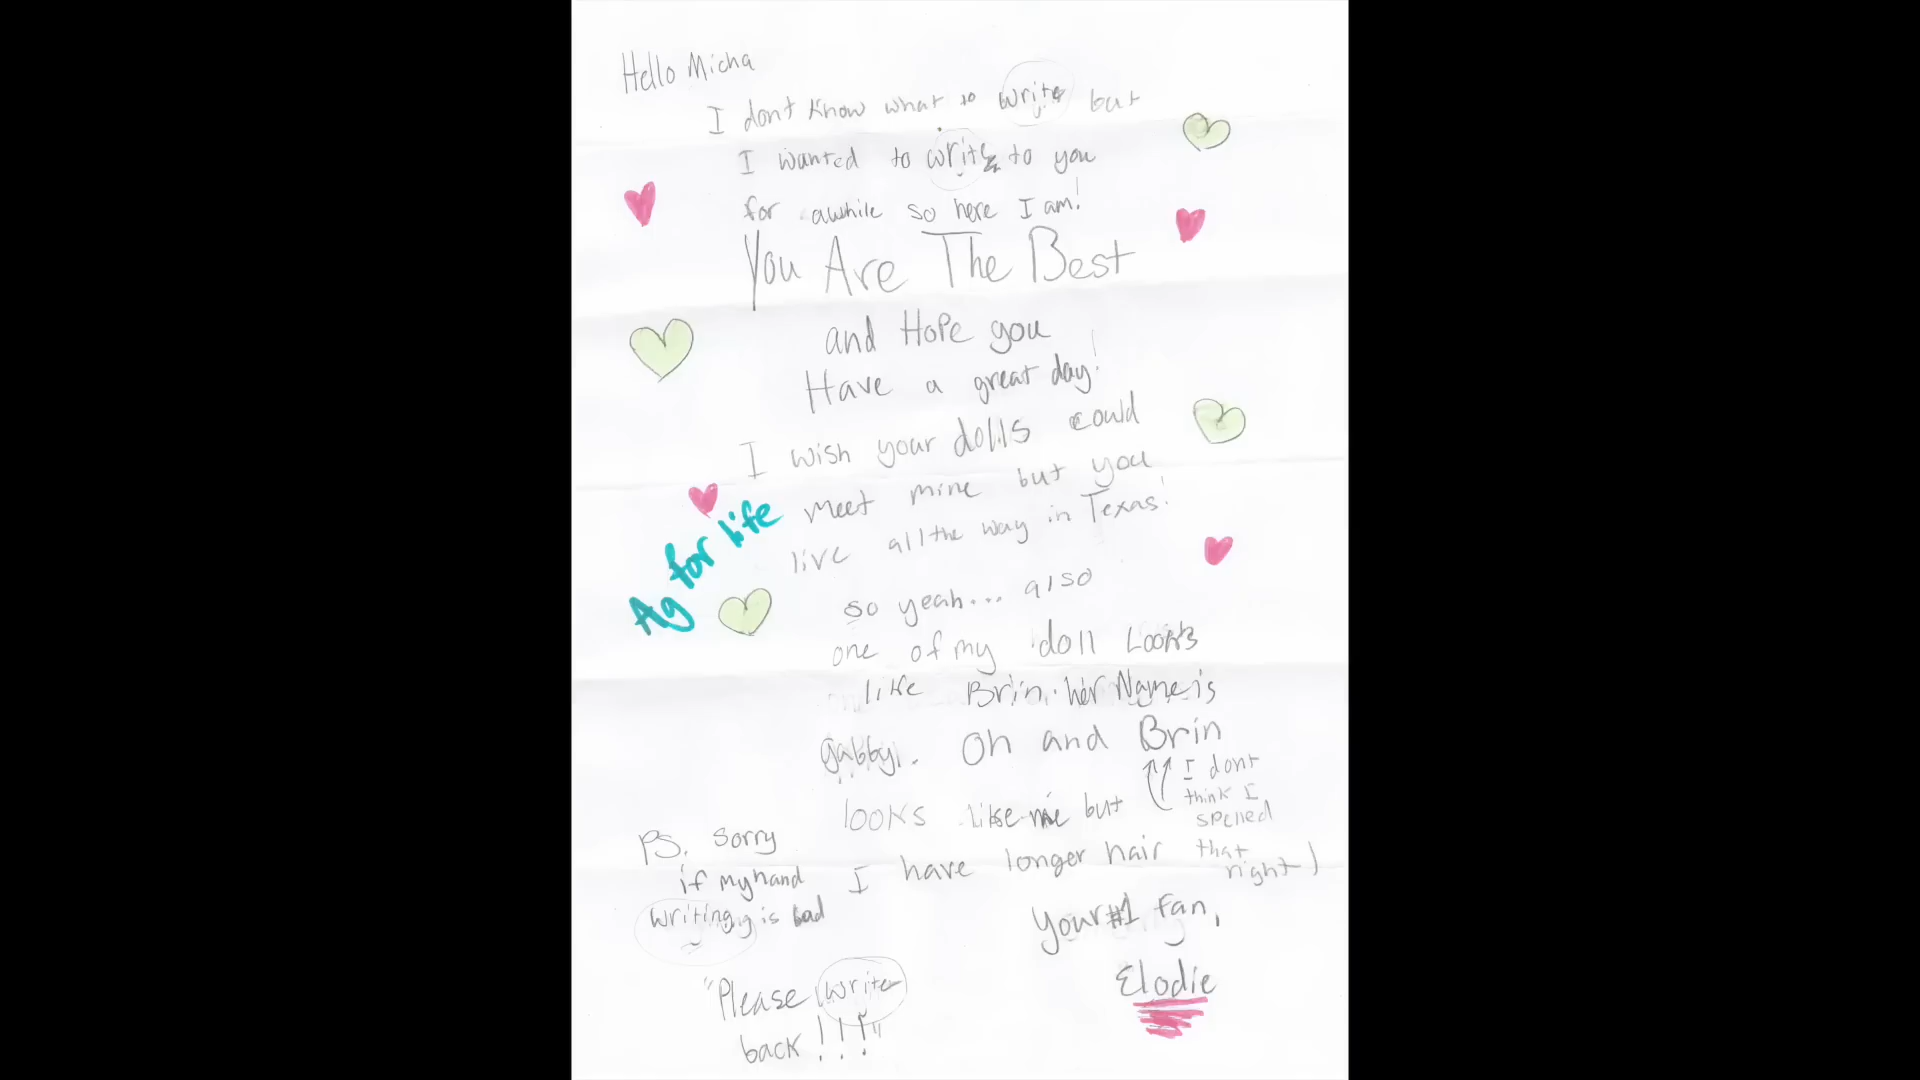 Hello Micha
I dont know what to write but
I wanted to write to you
for awhile so here I am!
You Are The Best
and Hope you
Have a great day!
I wish your dolls could
meet mine but you
live all the way in Texas!
Ag for life
so yeah... also
one of my doll Looks
like Brin. her Name is
gabby. Oh and Brin
I dont
think I
spelled
that
right)
looks like me but
I have longer hair
Your #1 fan,
Elodie
PS. Sorry
if my hand
writing is bad
"Please write
back!!!"